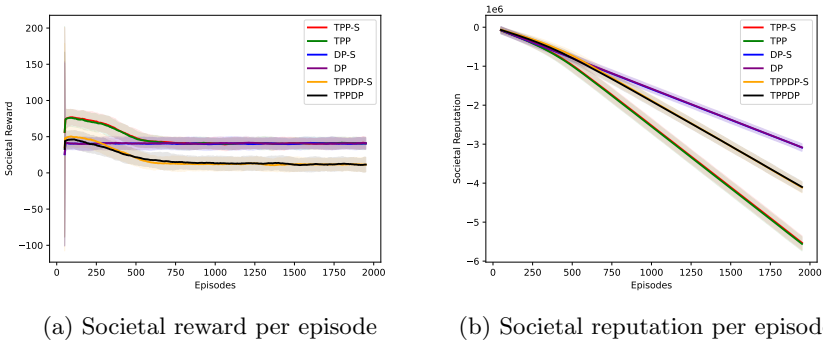 200
150
100
50
0
−50
−100
Societal Reward
0 250 500 750 1000 1250 1500 1750 2000
Episodes
TPP-S
TPP
DP-S
DP
TPPDP-S
TPPDP
(a) Societal reward per episode
1e6
0
−1
−2
−3
−4
−5
−6
Societal Reputation
0 250 500 750 1000 1250 1500 1750 2000
Episodes
TPP-S
TPP
DP-S
DP
TPPDP-S
TPPDP
(b) Societal reputation per episod